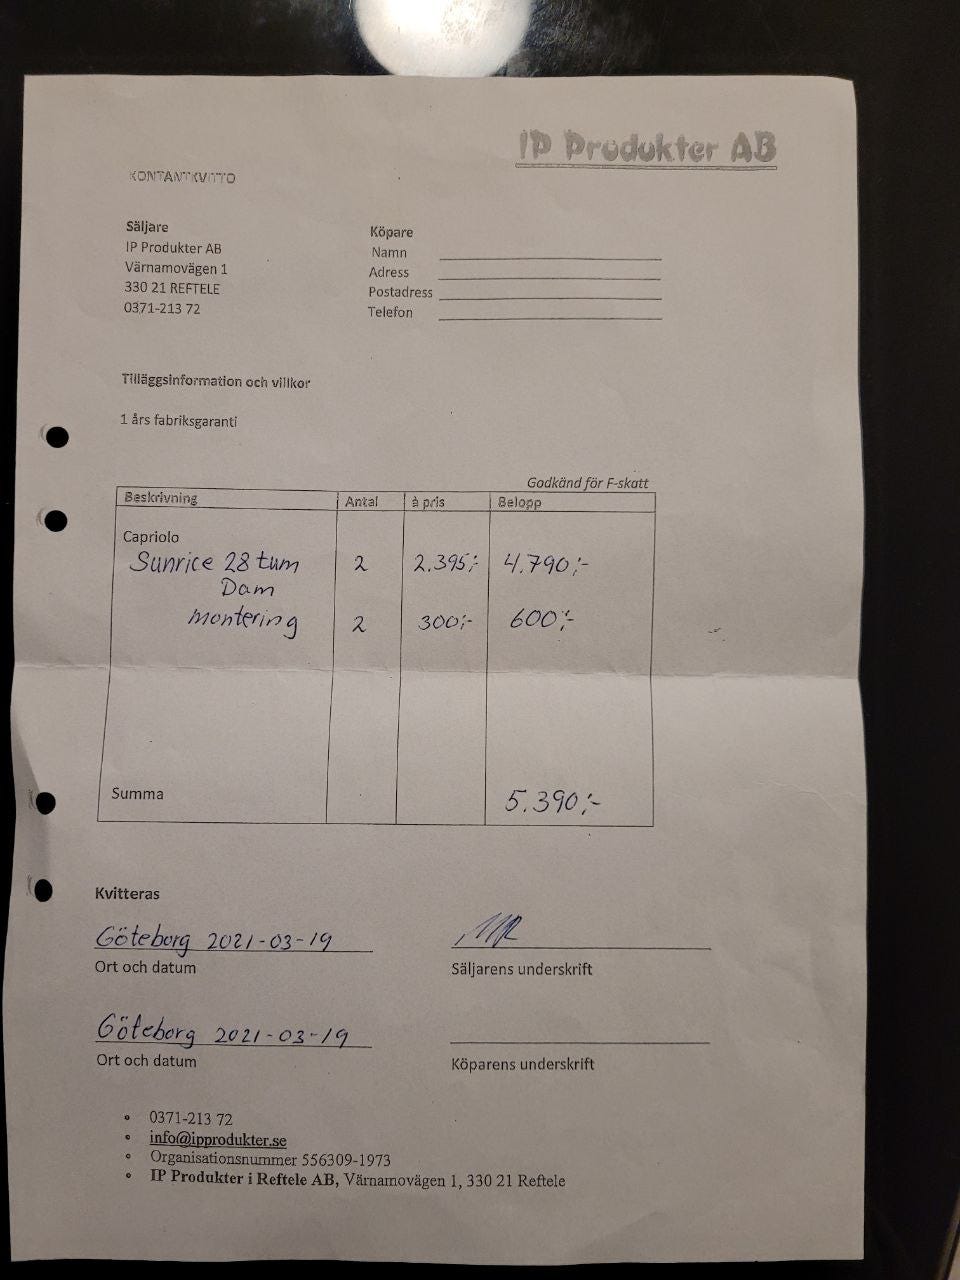 IP Produkter AB
KONTANTKVITTO
Säljare
IP Produkter AB
Värnamovägen 1
330 21 REFTELE
0371-213 72
Köpare
Namn
Adress
Postadress
Telefon
Tilläggsinformation och villkor
1 års fabriksgaranti
Godkänd för F-skatt
Beskrivning Antal à pris Belopp
Capriolo
Sunrice 28 tum 2 2.395;- 4.790;-
Dam
montering 2 300;- 600;-
Summa 5.390;-
Kvitteras
Göteborg 2021-03-19
Ort och datum Säljarens underskrift
Göteborg 2021-03-19
Ort och datum Köparens underskrift
• 0371-213 72
• info@ipprodukter.se
• Organisationsnummer 556309-1973
• IP Produkter i Reftele AB, Värnamovägen 1, 330 21 Reftele